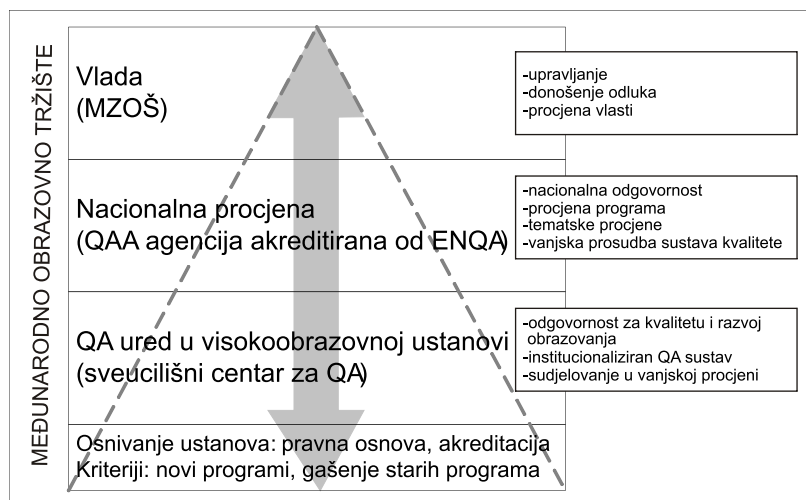 MEĐUNARODNO OBRAZOVNO TRŽIŠTE
Vlada
(MZOŠ)
-upravljanje
-donošenje odluka
-procjena vlasti
Nacionalna procjena
(QAA agencija akreditirana od ENQA)
-nacionalna odgovornost
-procjena programa
-tematske procjene
-vanjska prosudba sustava kvalitete
QA ured u visokoobrazovnoj ustanovi
(sveucilišni centar za QA)
-odgovornost za kvalitetu i razvoj
obrazovanja
-institucionaliziran QA sustav
-sudjelovanje u vanjskoj procjeni
Osnivanje ustanova: pravna osnova, akreditacija
Kriteriji: novi programi, gašenje starih programa